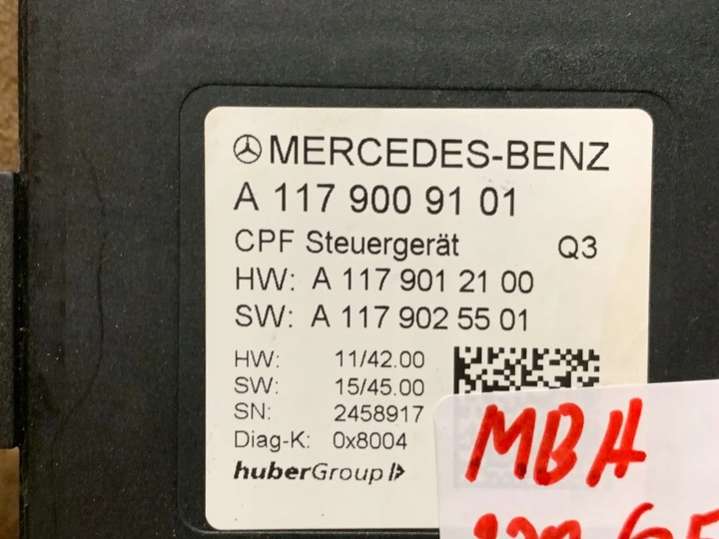 MERCEDES-BENZ
A 117 900 91 01
CPF Steuergerät Q3
HW: A 117 901 21 00
SW: A 117 902 55 01
HW: 11/42.00
SW: 15/45.00
SN: 2458917
Diag-K: 0x8004
huberGroup
MBH